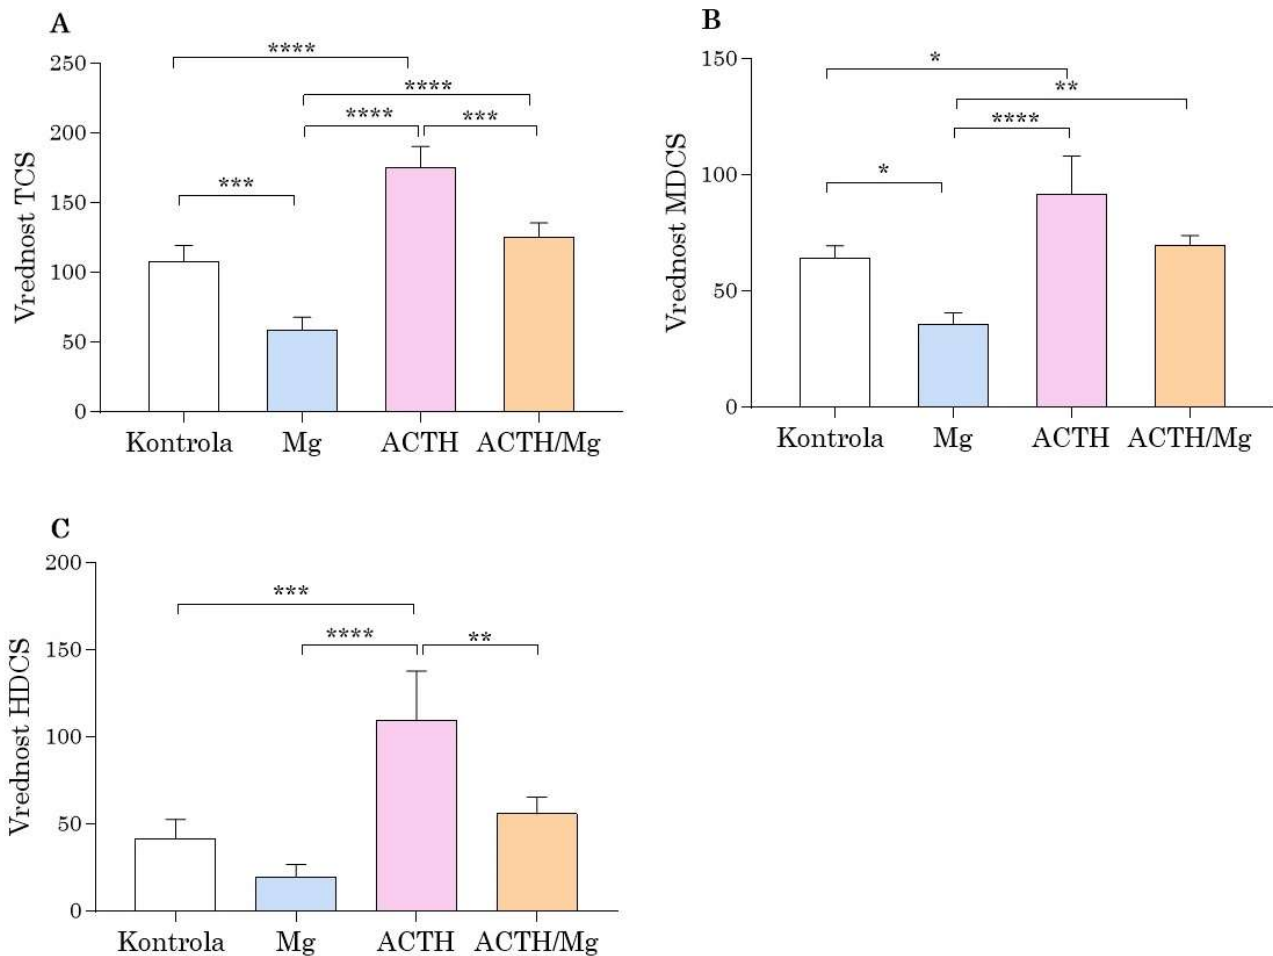 A
Vrednost TCS
250
200
150
100
50
0
****
****
**** ***
***
Kontrola Mg ACTH ACTH/Mg
B
Vrednost MDCS
150
100
50
0
*
**
****
*
Kontrola Mg ACTH ACTH/Mg
C
Vrednost HDCS
200
150
100
50
0
***
**** **
Kontrola Mg ACTH ACTH/Mg